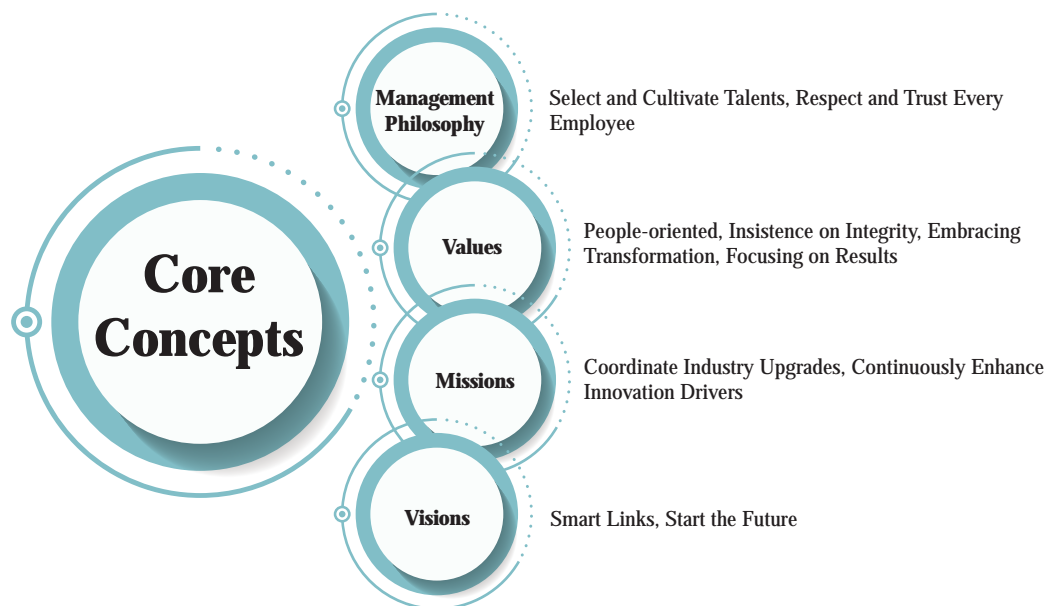 Core
Concepts
Management
Philosophy
Select and Cultivate Talents, Respect and Trust Every
Employee
Values
People-oriented, Insistence on Integrity, Embracing
Transformation, Focusing on Results
Missions
Coordinate Industry Upgrades, Continuously Enhance
Innovation Drivers
Visions
Smart Links, Start the Future